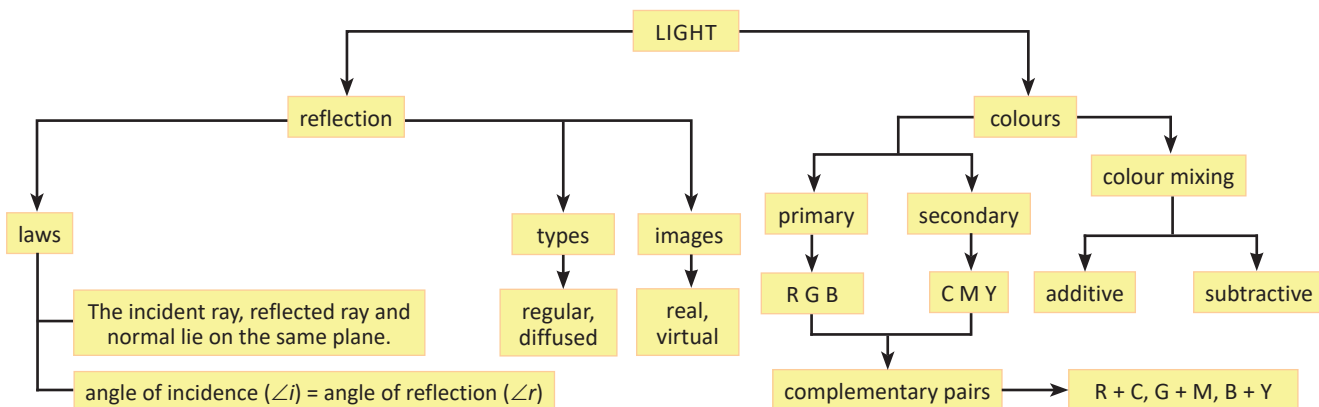 LIGHT
reflection
colours
colour mixing
laws
types
images
primary
secondary
The incident ray, reflected ray and
normal lie on the same plane.
regular,
diffused
real,
virtual
R G B
C M Y
additive
subtractive
angle of incidence (∠i) = angle of reflection (∠r)
complementary pairs
R + C, G + M, B + Y